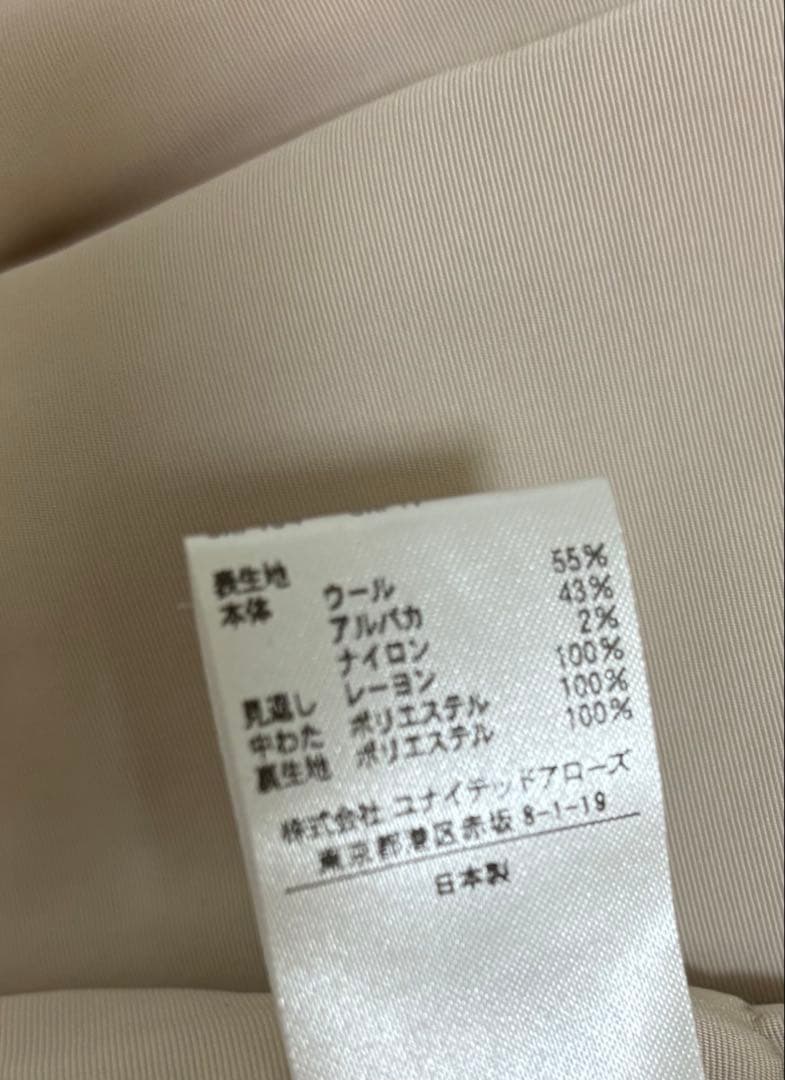 表生地
本体 ウール 55%
アルパカ 43%
ナイロン 2%
見返し レーヨン 100%
中わた ポリエステル 100%
裏生地 ポリエステル 100%
株式会社 ユナイテッドアローズ
東京都港区赤坂 8-1-19
日本製